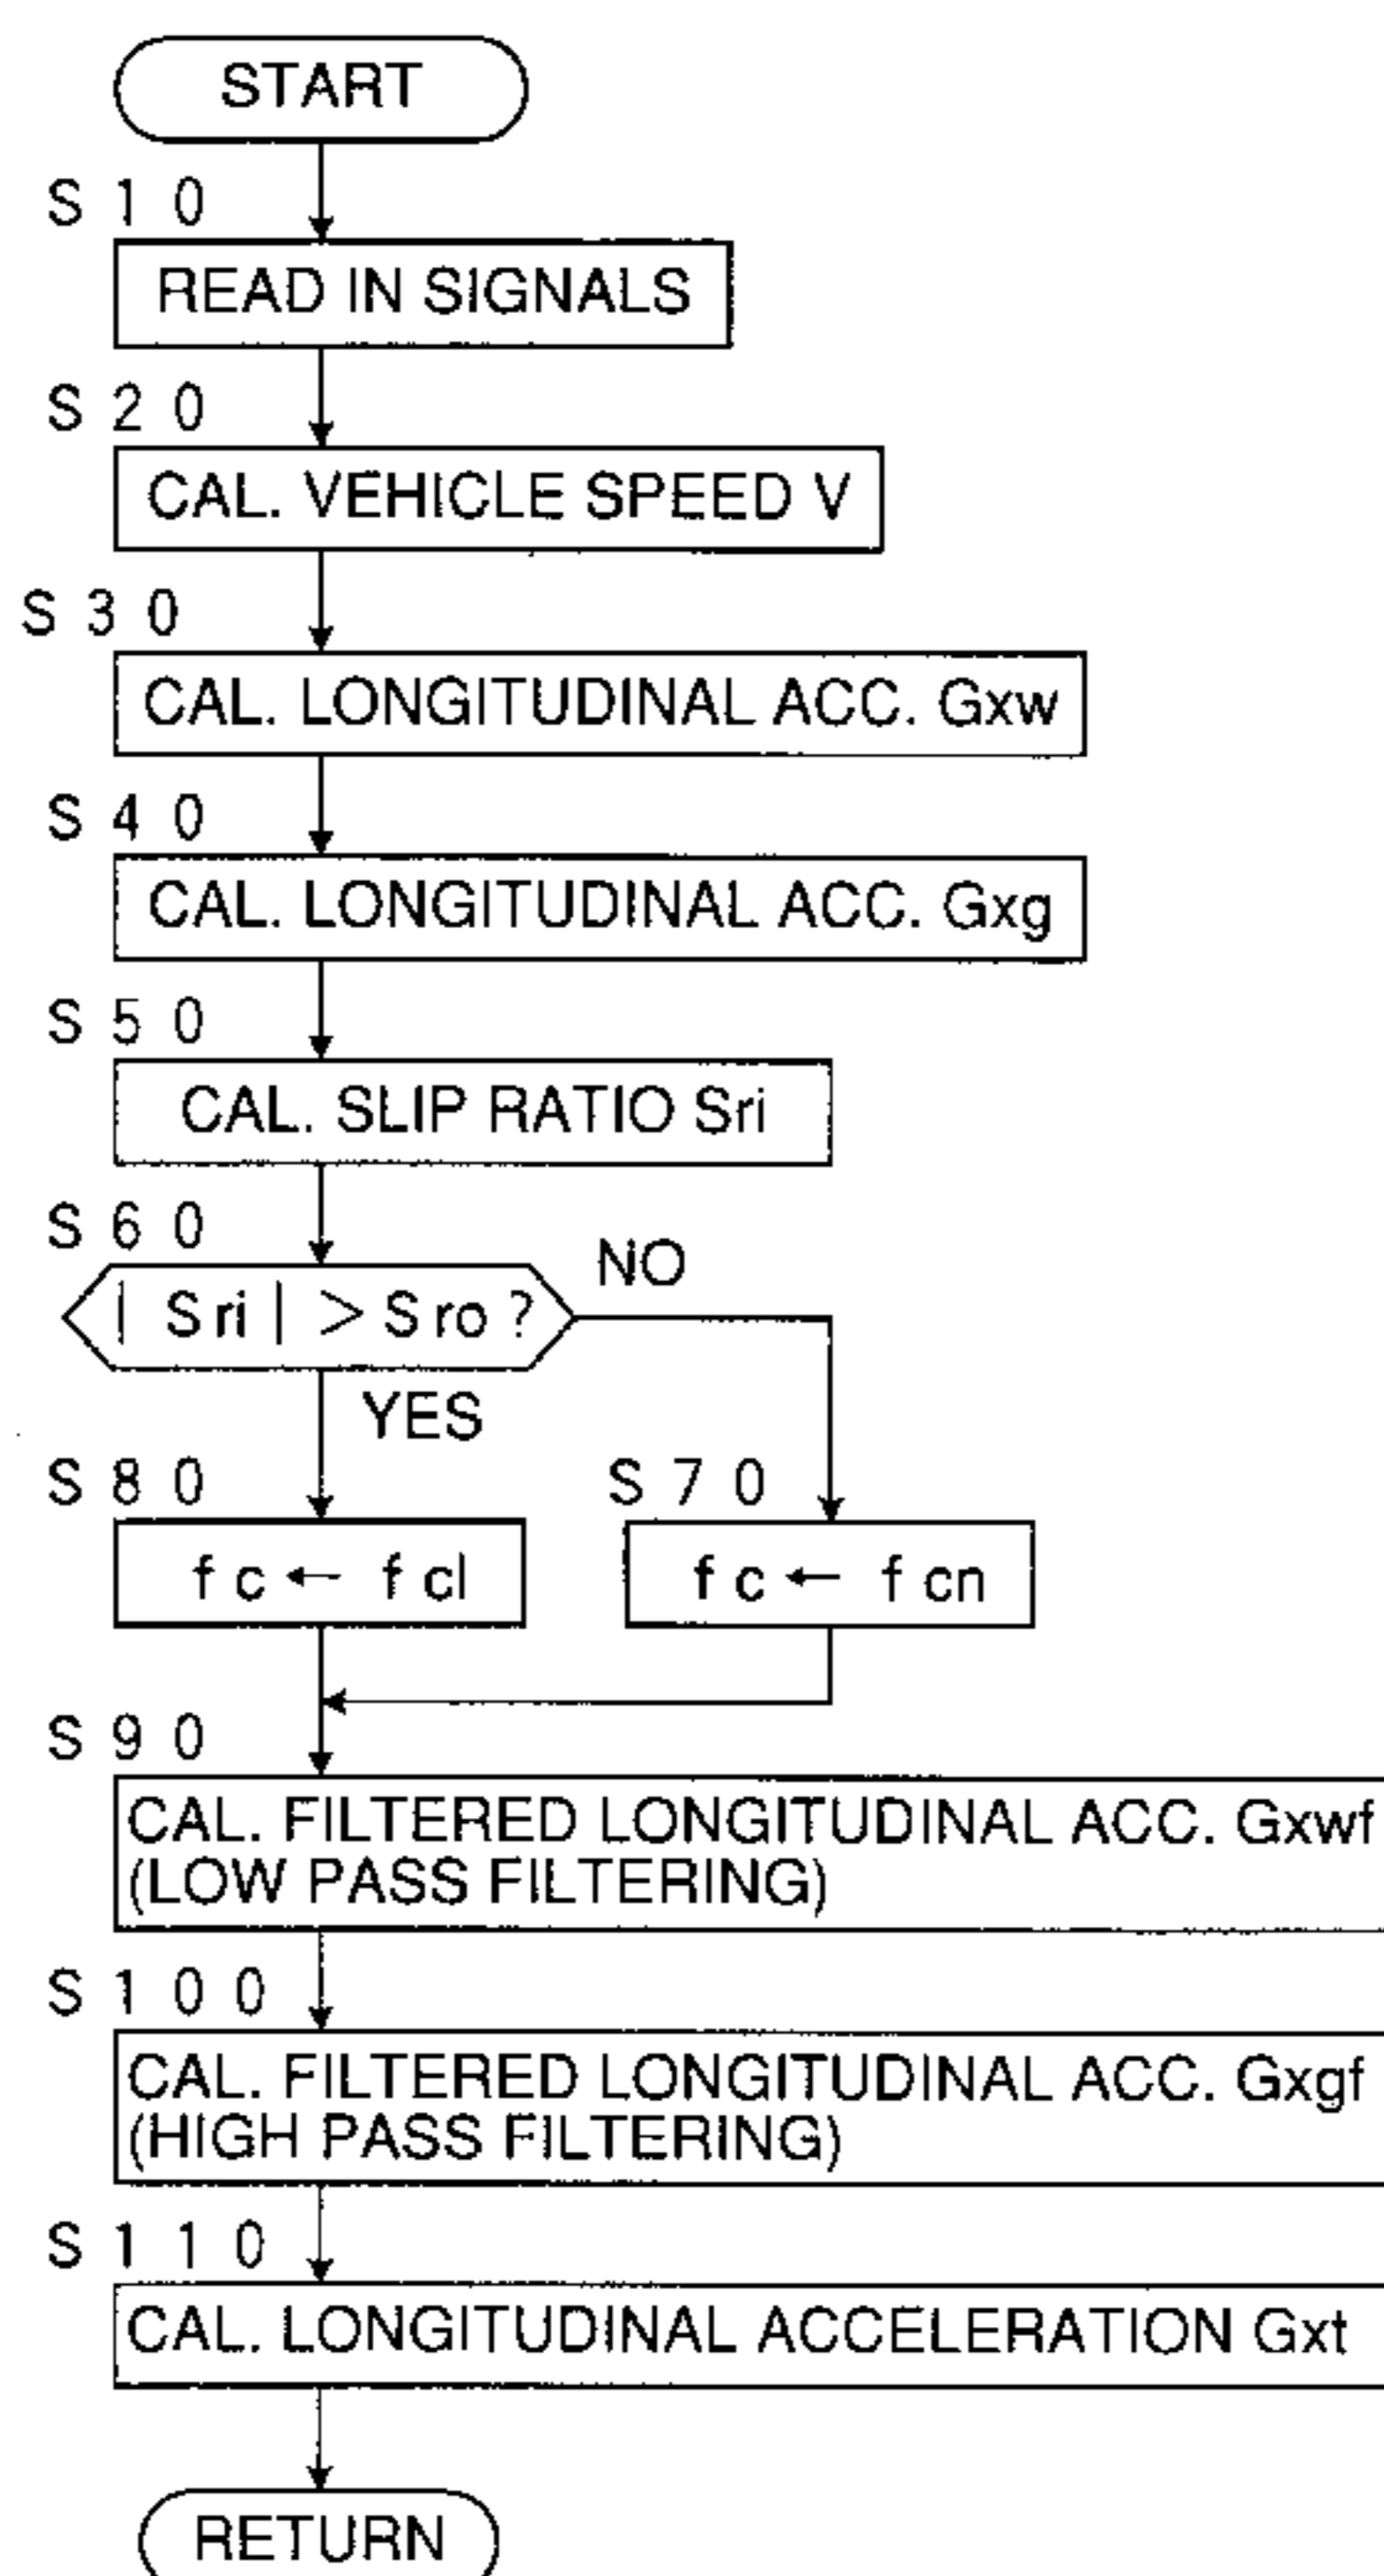 START
S 1 0
READ IN SIGNALS
S 2 0
CAL. VEHICLE SPEED V
S 3 0
CAL. LONGITUDINAL ACC. Gxw
S 4 0
CAL. LONGITUDINAL ACC. Gxg
S 5 0
CAL. SLIP RATIO Sri
S 6 0
NO
| Sri | > Sro ?
YES
S 8 0
S 7 0
fc ← fcl
fc ← fcn
S 9 0
CAL. FILTERED LONGITUDINAL ACC. Gxwf
(LOW PASS FILTERING)
S 1 0 0
CAL. FILTERED LONGITUDINAL ACC. Gxgf
(HIGH PASS FILTERING)
S 1 1 0
CAL. LONGITUDINAL ACCELERATION Gxt
RETURN